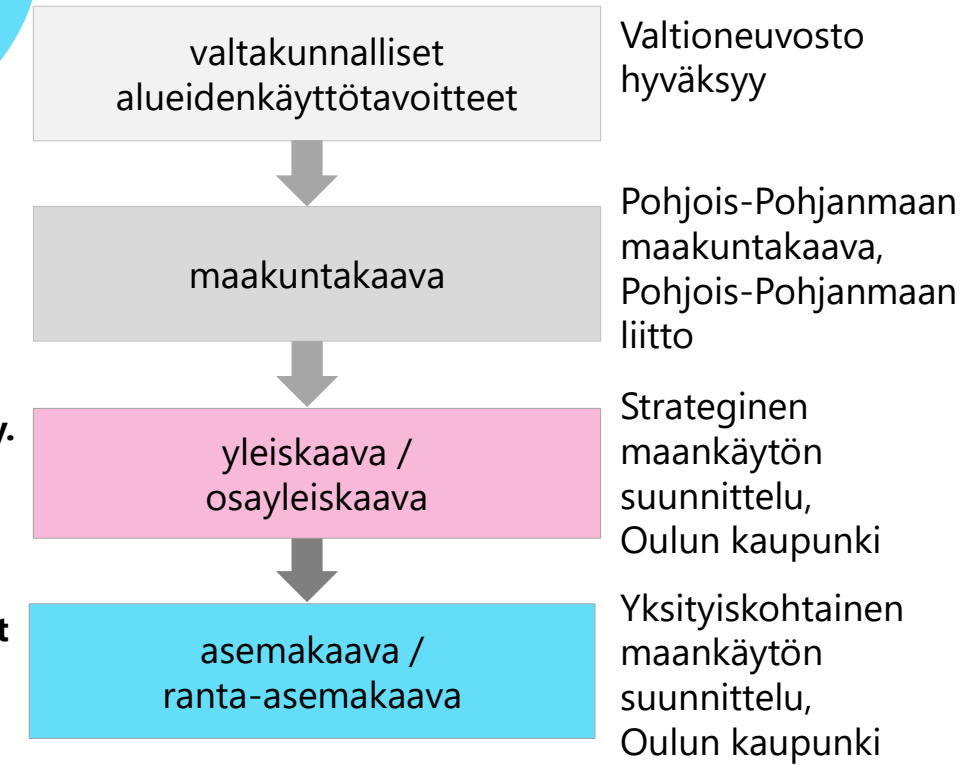 valtakunnalliset
alueidenkäyttötavoitteet
Valtioneuvosto
hyväksyy
maakuntakaava
Pohjois-Pohjanmaan
maakuntakaava,
Pohjois-Pohjanmaan
liitto
yleiskaava /
osayleiskaava
Strateginen
maankäytön
suunnittelu,
Oulun kaupunki
asemakaava /
ranta-asemakaava
Yksityiskohtainen
maankäytön
suunnittelu,
Oulun kaupunki